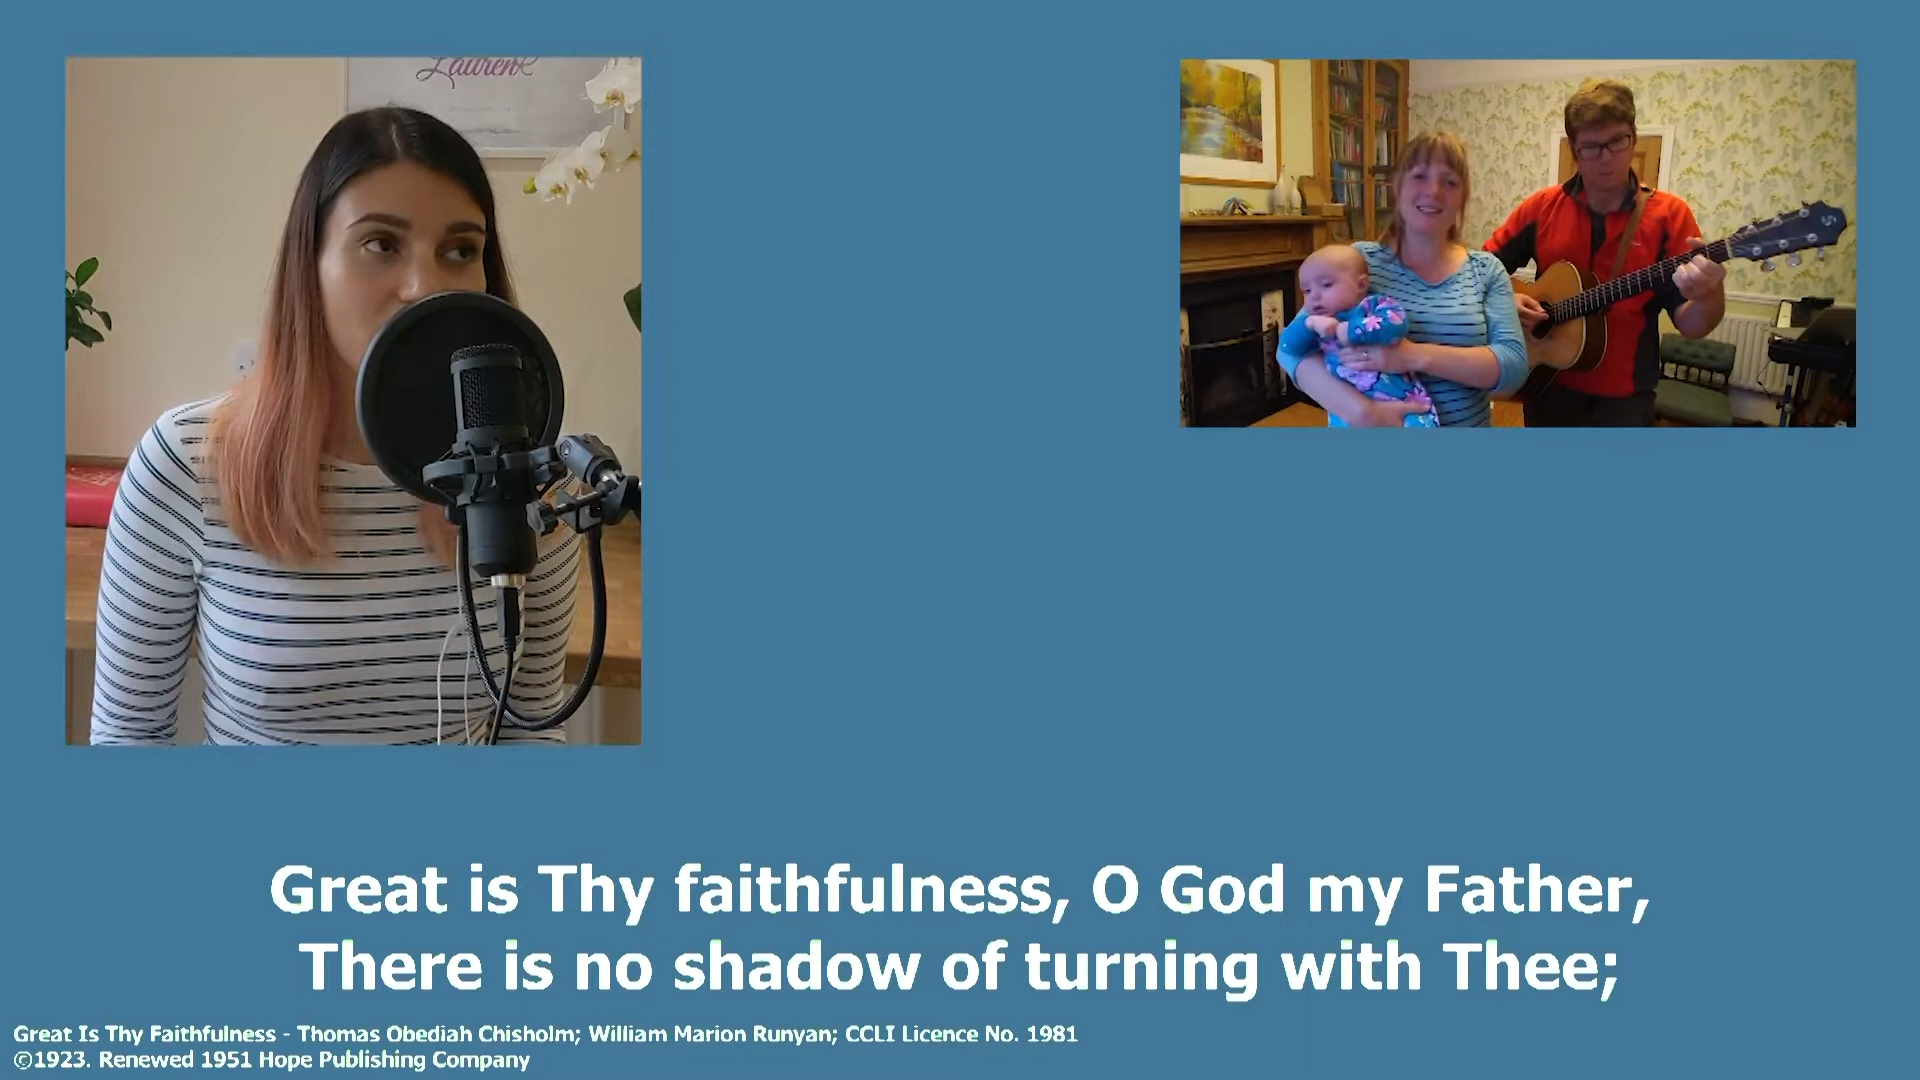 Lauren
Great is Thy faithfulness, O God my Father,
There is no shadow of turning with Thee;
Great Is Thy Faithfulness - Thomas Obediah Chisholm; William Marion Runyan; CCLI Licence No. 1981
©1923. Renewed 1951 Hope Publishing Company